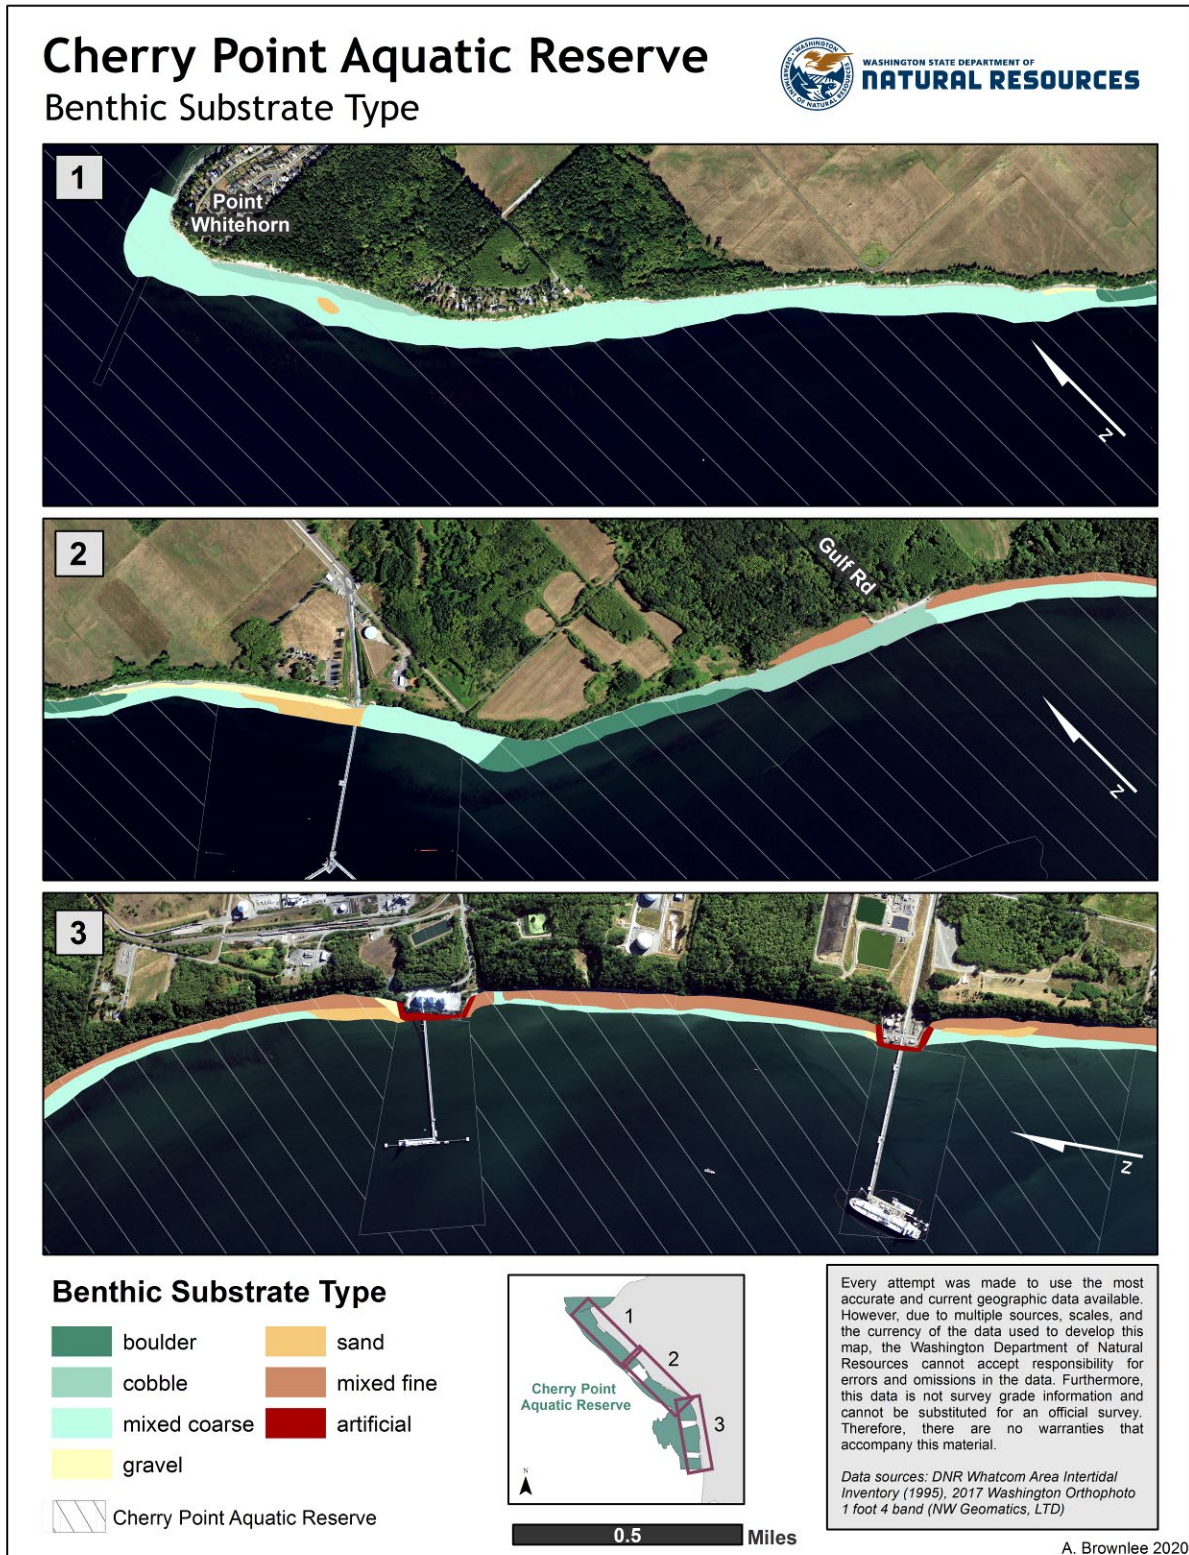 Cherry Point Aquatic Reserve
Benthic Substrate Type
WASHINGTON STATE DEPARTMENT OF
NATURAL RESOURCES
WASHINGTON
DEPARTMENT OF NATURAL RESOURCES
1
Point
Whitehorn
N
2
Gulf Rd
N
3
N
Benthic Substrate Type
boulder
cobble
mixed coarse
gravel
sand
mixed fine
artificial
Cherry Point Aquatic Reserve
1
2
3
Cherry Point
Aquatic Reserve
N
0.5 Miles
Every attempt was made to use the most
accurate and current geographic data available.
However, due to multiple sources, scales, and
the currency of the data used to develop this
map, the Washington Department of Natural
Resources cannot accept responsibility for
errors and omissions in the data. Furthermore,
this data is not survey grade information and
cannot be substituted for an official survey.
Therefore, there are no warranties that
accompany this material.
Data sources: DNR Whatcom Area Intertidal
Inventory (1995), 2017 Washington Orthophoto
1 foot 4 band (NW Geomatics, LTD)
A. Brownlee 2020